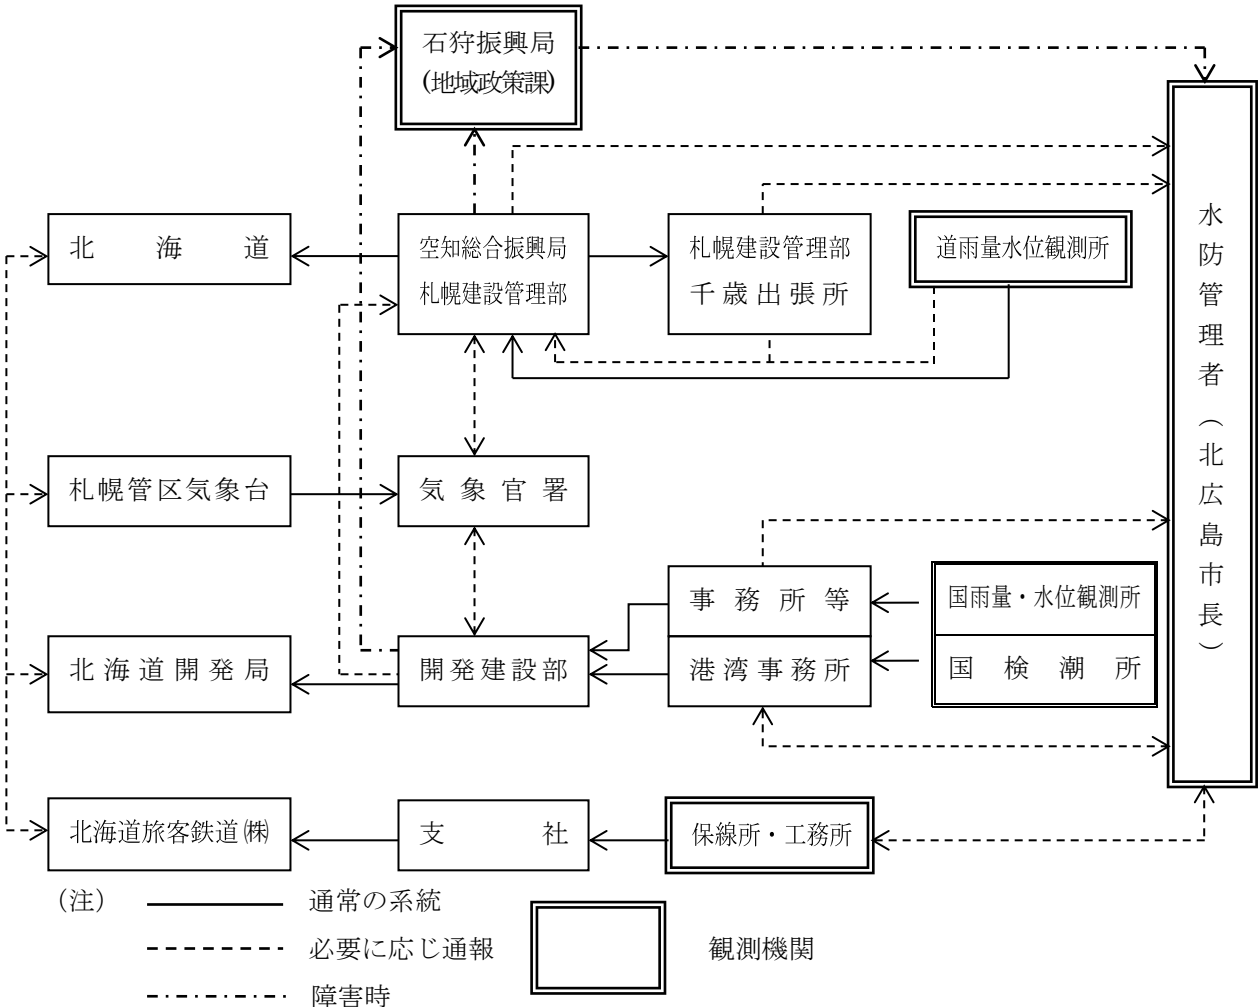 石狩振興局
(地域政策課)
北海道
空知総合振興局
札幌建設管理部
札幌建設管理部
千歳出張所
道雨量水位観測所
水防管理者（北広島市長）
札幌管区気象台
気象官署
事務所等
国雨量・水位観測所
北海道開発局
開発建設部
港湾事務所
国検潮所
北海道旅客鉄道㈱
支社
保線所・工務所
（注）
通常の系統
必要に応じ通報
観測機関
障害時